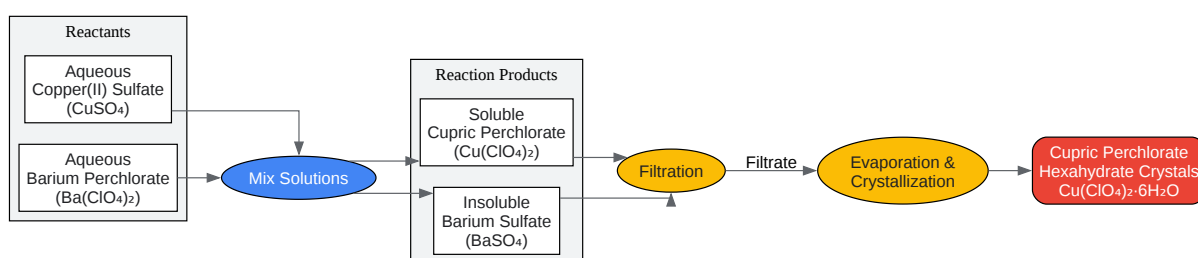 Reactants
Aqueous
Copper(II) Sulfate
(CuSO₄)
Aqueous
Barium Perchlorate
(Ba(ClO₄)₂)
Mix Solutions
Reaction Products
Soluble
Cupric Perchlorate
(Cu(ClO₄)₂)
Insoluble
Barium Sulfate
(BaSO₄)
Filtration
Filtrate
Evaporation &
Crystallization
Cupric Perchlorate
Hexahydrate Crystals
Cu(ClO₄)₂·6H₂O